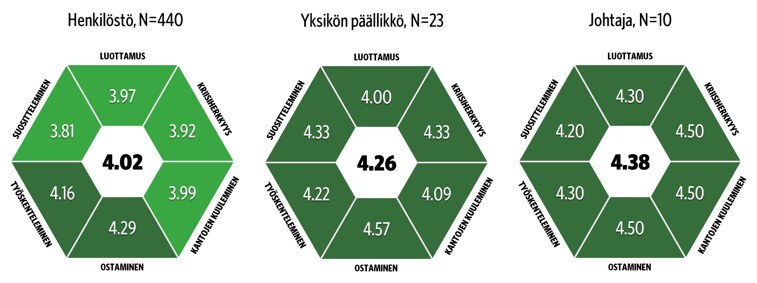 Henkilöstö, N=440
LUOTTAMUS
SUOSITTELEMINEN
KRIISIHERKKYYS
3.97
3.81
3.92
4.02
4.16
3.99
4.29
TYÖSKENTELEMINEN
KANTOJEN KUULEMINEN
OSTAMINEN
Yksikön päällikkö, N=23
LUOTTAMUS
SUOSITTELEMINEN
KRIISIHERKKYYS
4.00
4.33
4.33
4.26
4.22
4.09
4.57
TYÖSKENTELEMINEN
KANTOJEN KUULEMINEN
OSTAMINEN
Johtaja, N=10
LUOTTAMUS
SUOSITTELEMINEN
KRIISIHERKKYYS
4.30
4.20
4.50
4.38
4.30
4.50
4.50
TYÖSKENTELEMINEN
KANTOJEN KUULEMINEN
OSTAMINEN